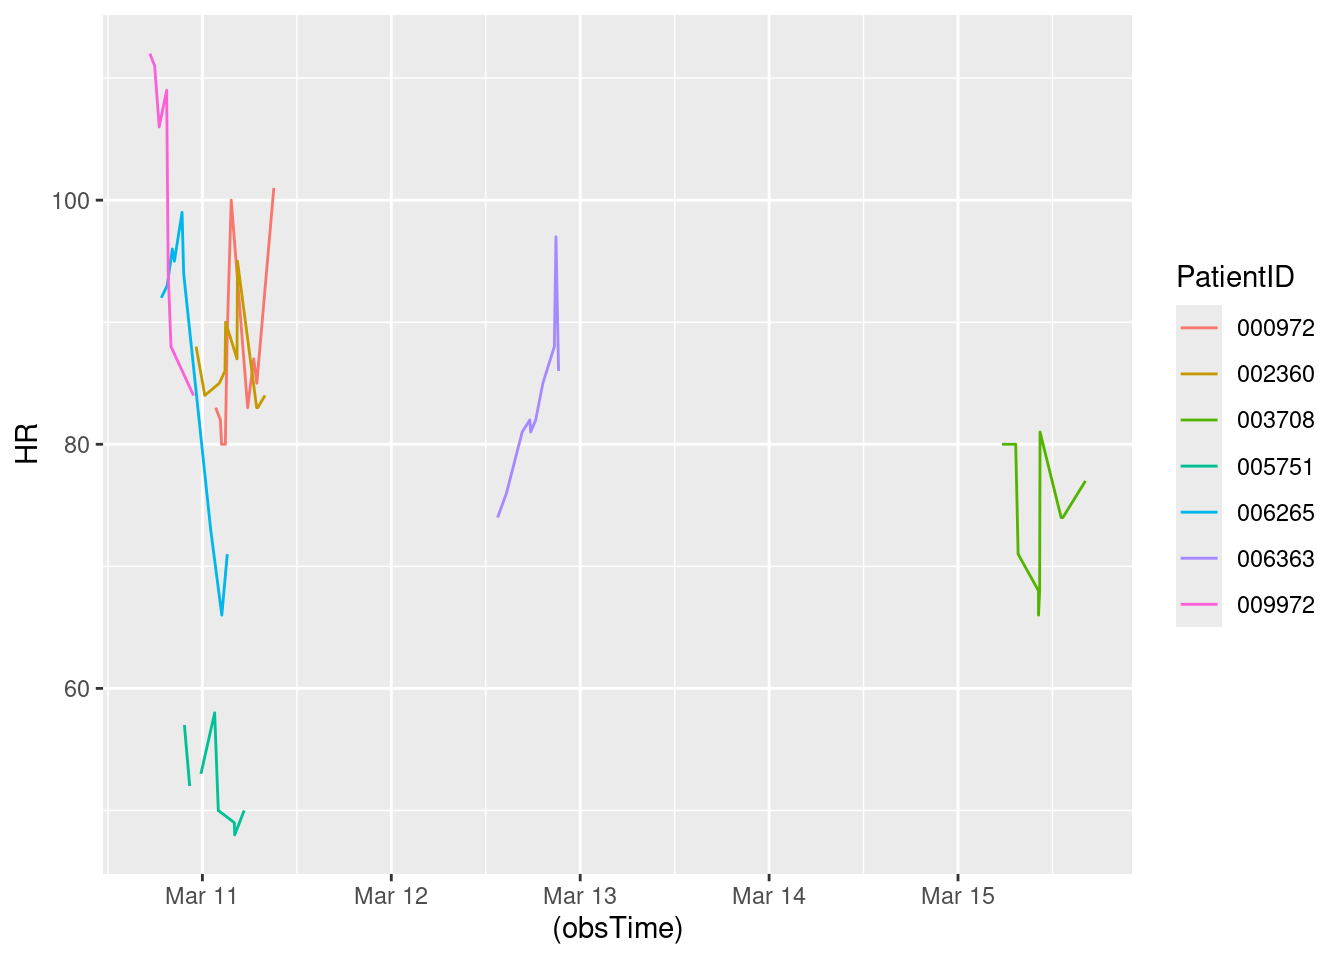 HR
100
80
60
Mar 11
Mar 12
Mar 13
Mar 14
Mar 15
(obsTime)
PatientID
000972
002360
003708
005751
006265
006363
009972